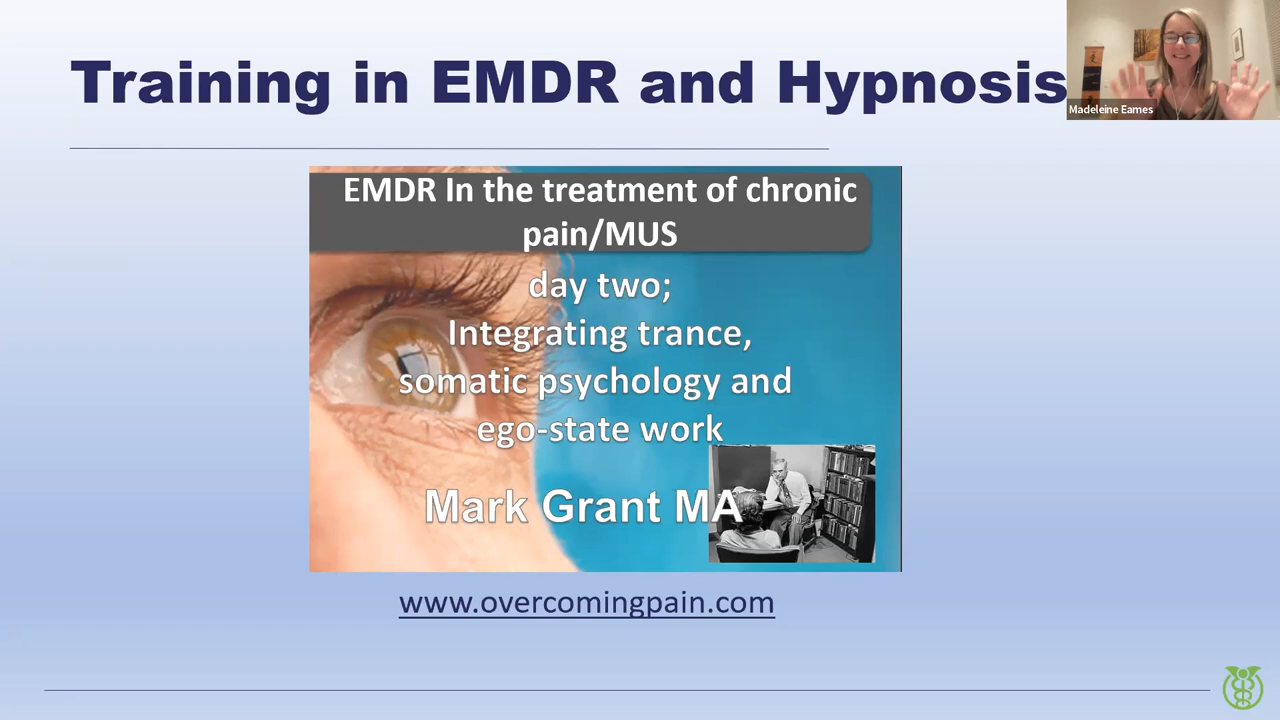 Training in EMDR and Hypnosis
Madeleine Eames
EMDR In the treatment of chronic
pain/MUS
day two;
Integrating trance,
somatic psychology and
ego-state work
Mark Grant MA
www.overcomingpain.com